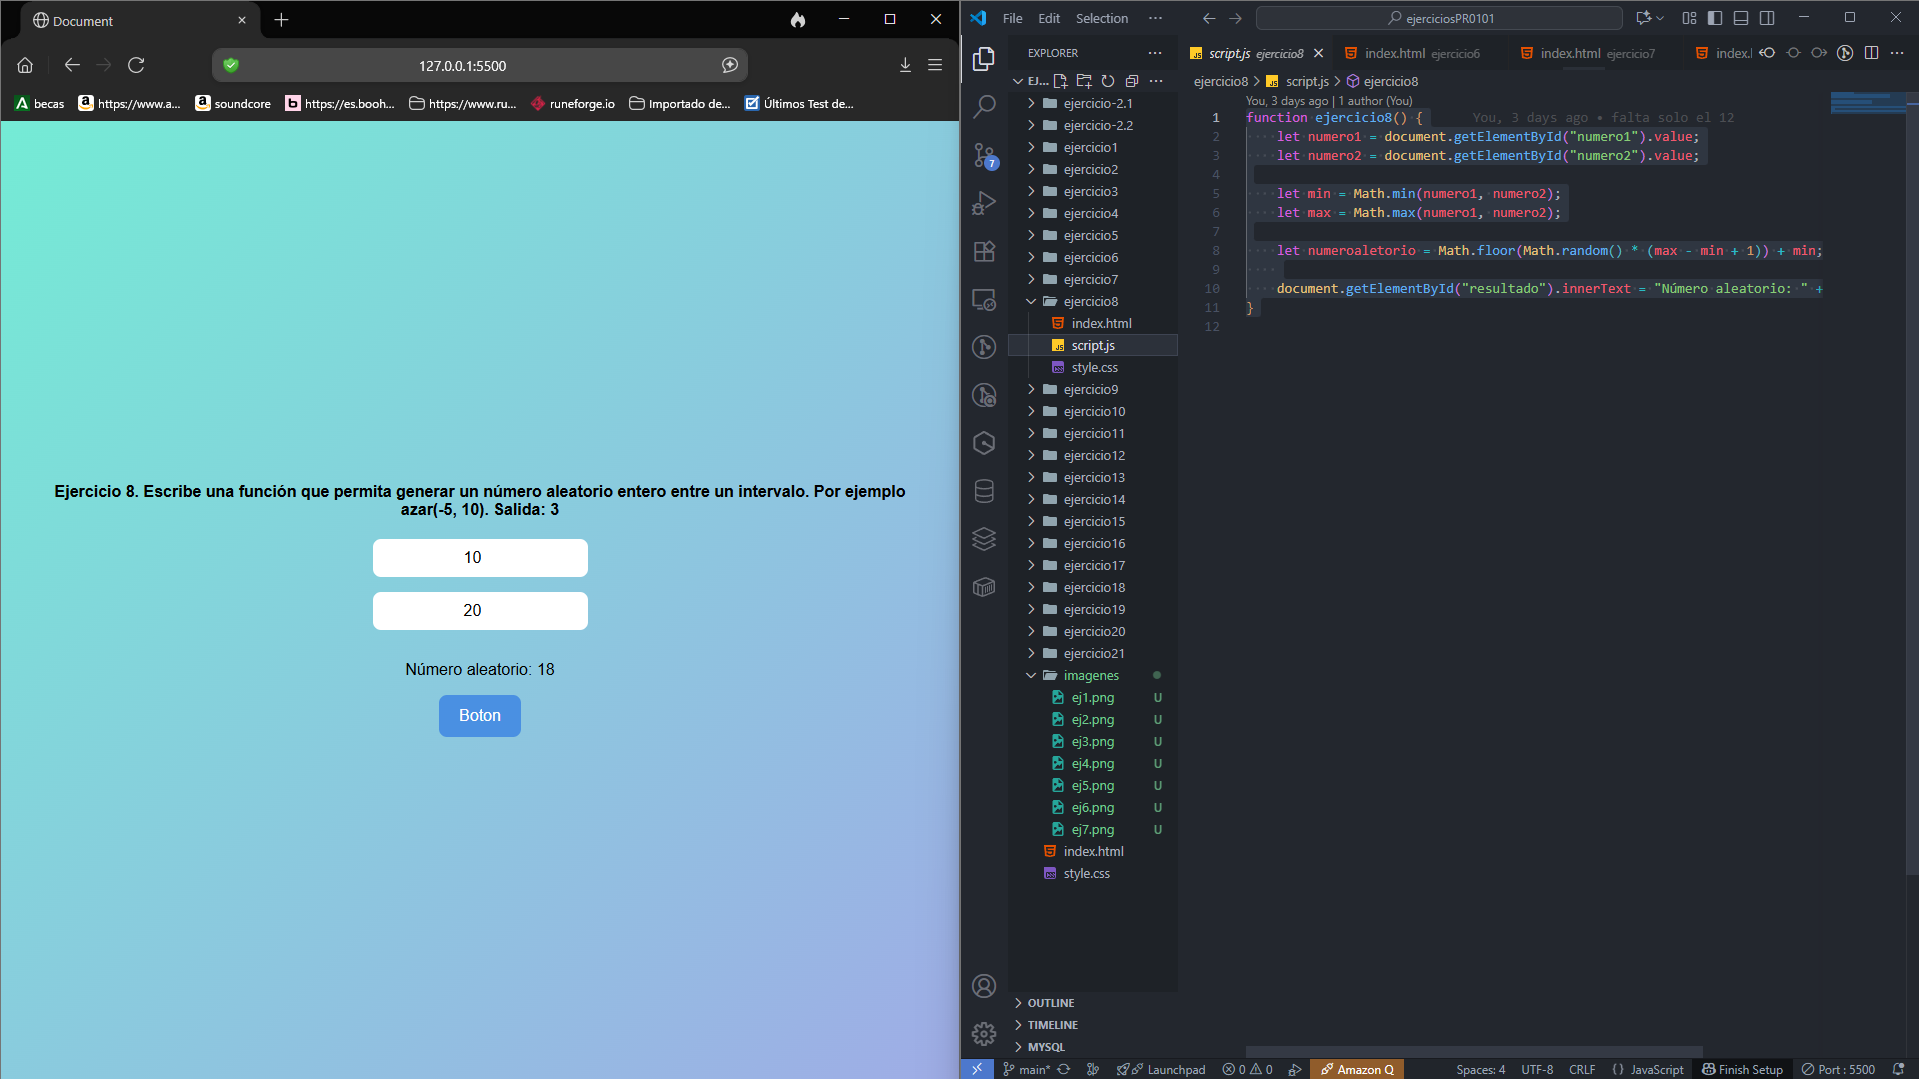 Document
127.0.0.1:5500
becas
https://www.a...
soundcore
https://es.booh...
https://www.ru...
runeforge.io
Importado de...
Últimos Test de...
Ejercicio 8. Escribe una función que permita generar un número aleatorio entero entre un intervalo. Por ejemplo
azar(-5, 10). Salida: 3
10
20
Número aleatorio: 18
Boton
File Edit Selection ···
ejerciciosPR0101
EXPLORER
EJ...
ejercicio-2.1
ejercicio-2.2
ejercicio1
ejercicio2
ejercicio3
ejercicio4
ejercicio5
ejercicio6
ejercicio7
ejercicio8
index.html
script.js
style.css
ejercicio9
ejercicio10
ejercicio11
ejercicio12
ejercicio13
ejercicio14
ejercicio15
ejercicio16
ejercicio17
ejercicio18
ejercicio19
ejercicio20
ejercicio21
imagenes
ej1.png U
ej2.png U
ej3.png U
ej4.png U
ej5.png U
ej6.png U
ej7.png U
index.html
style.css
OUTLINE
TIMELINE
MYSQL
7
script.js ejercicio8
index.html ejercicio6
index.html ejercicio7
index.l
ejercicio8 > script.js > ejercicio8
You, 3 days ago | 1 author (You)
1 function ejercicio8() { You, 3 days ago • falta solo el 12
2 let numero1 = document.getElementById("numero1").value;
3 let numero2 = document.getElementById("numero2").value;
4
5 let min = Math.min(numero1, numero2);
6 let max = Math.max(numero1, numero2);
7
8 let numeroaletorio = Math.floor(Math.random() * (max - min + 1)) + min;
9
10 document.getElementById("resultado").innerText = "Número aleatorio: " +
11 }
12
main* Launchpad 0 0 Amazon Q Spaces: 4 UTF-8 CRLF {} JavaScript Finish Setup Port : 5500